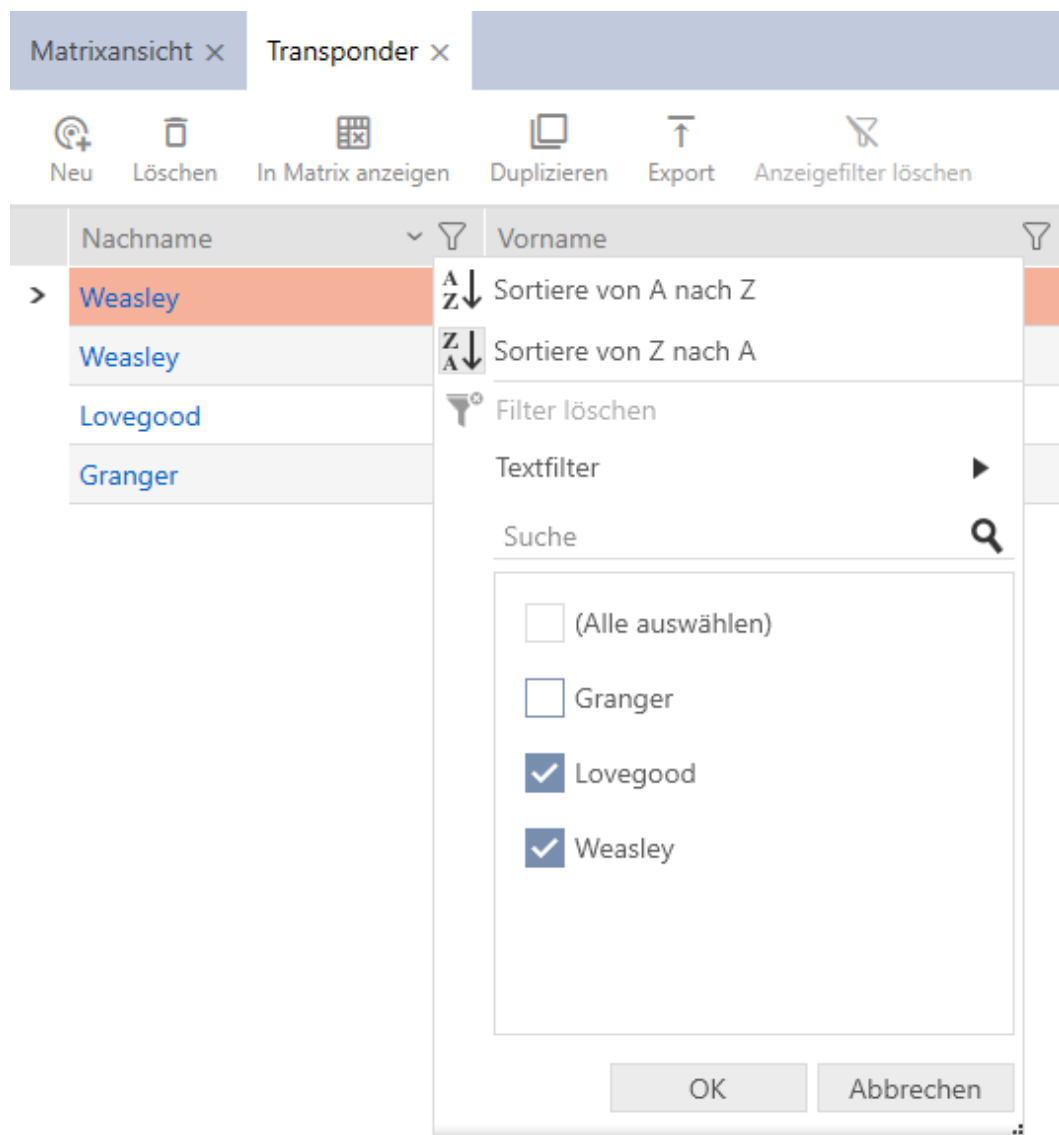 Matrixansicht Transponder
Neu Löschen In Matrix anzeigen Duplizieren Export Anzeigefilter löschen
Nachname Vorname
Weasley
Weasley
Lovegood
Granger
A Z Sortiere von A nach Z
Z A Sortiere von Z nach A
Filter löschen
Textfilter
Suche
(Alle auswählen)
Granger
Lovegood
Weasley
OK Abbrechen